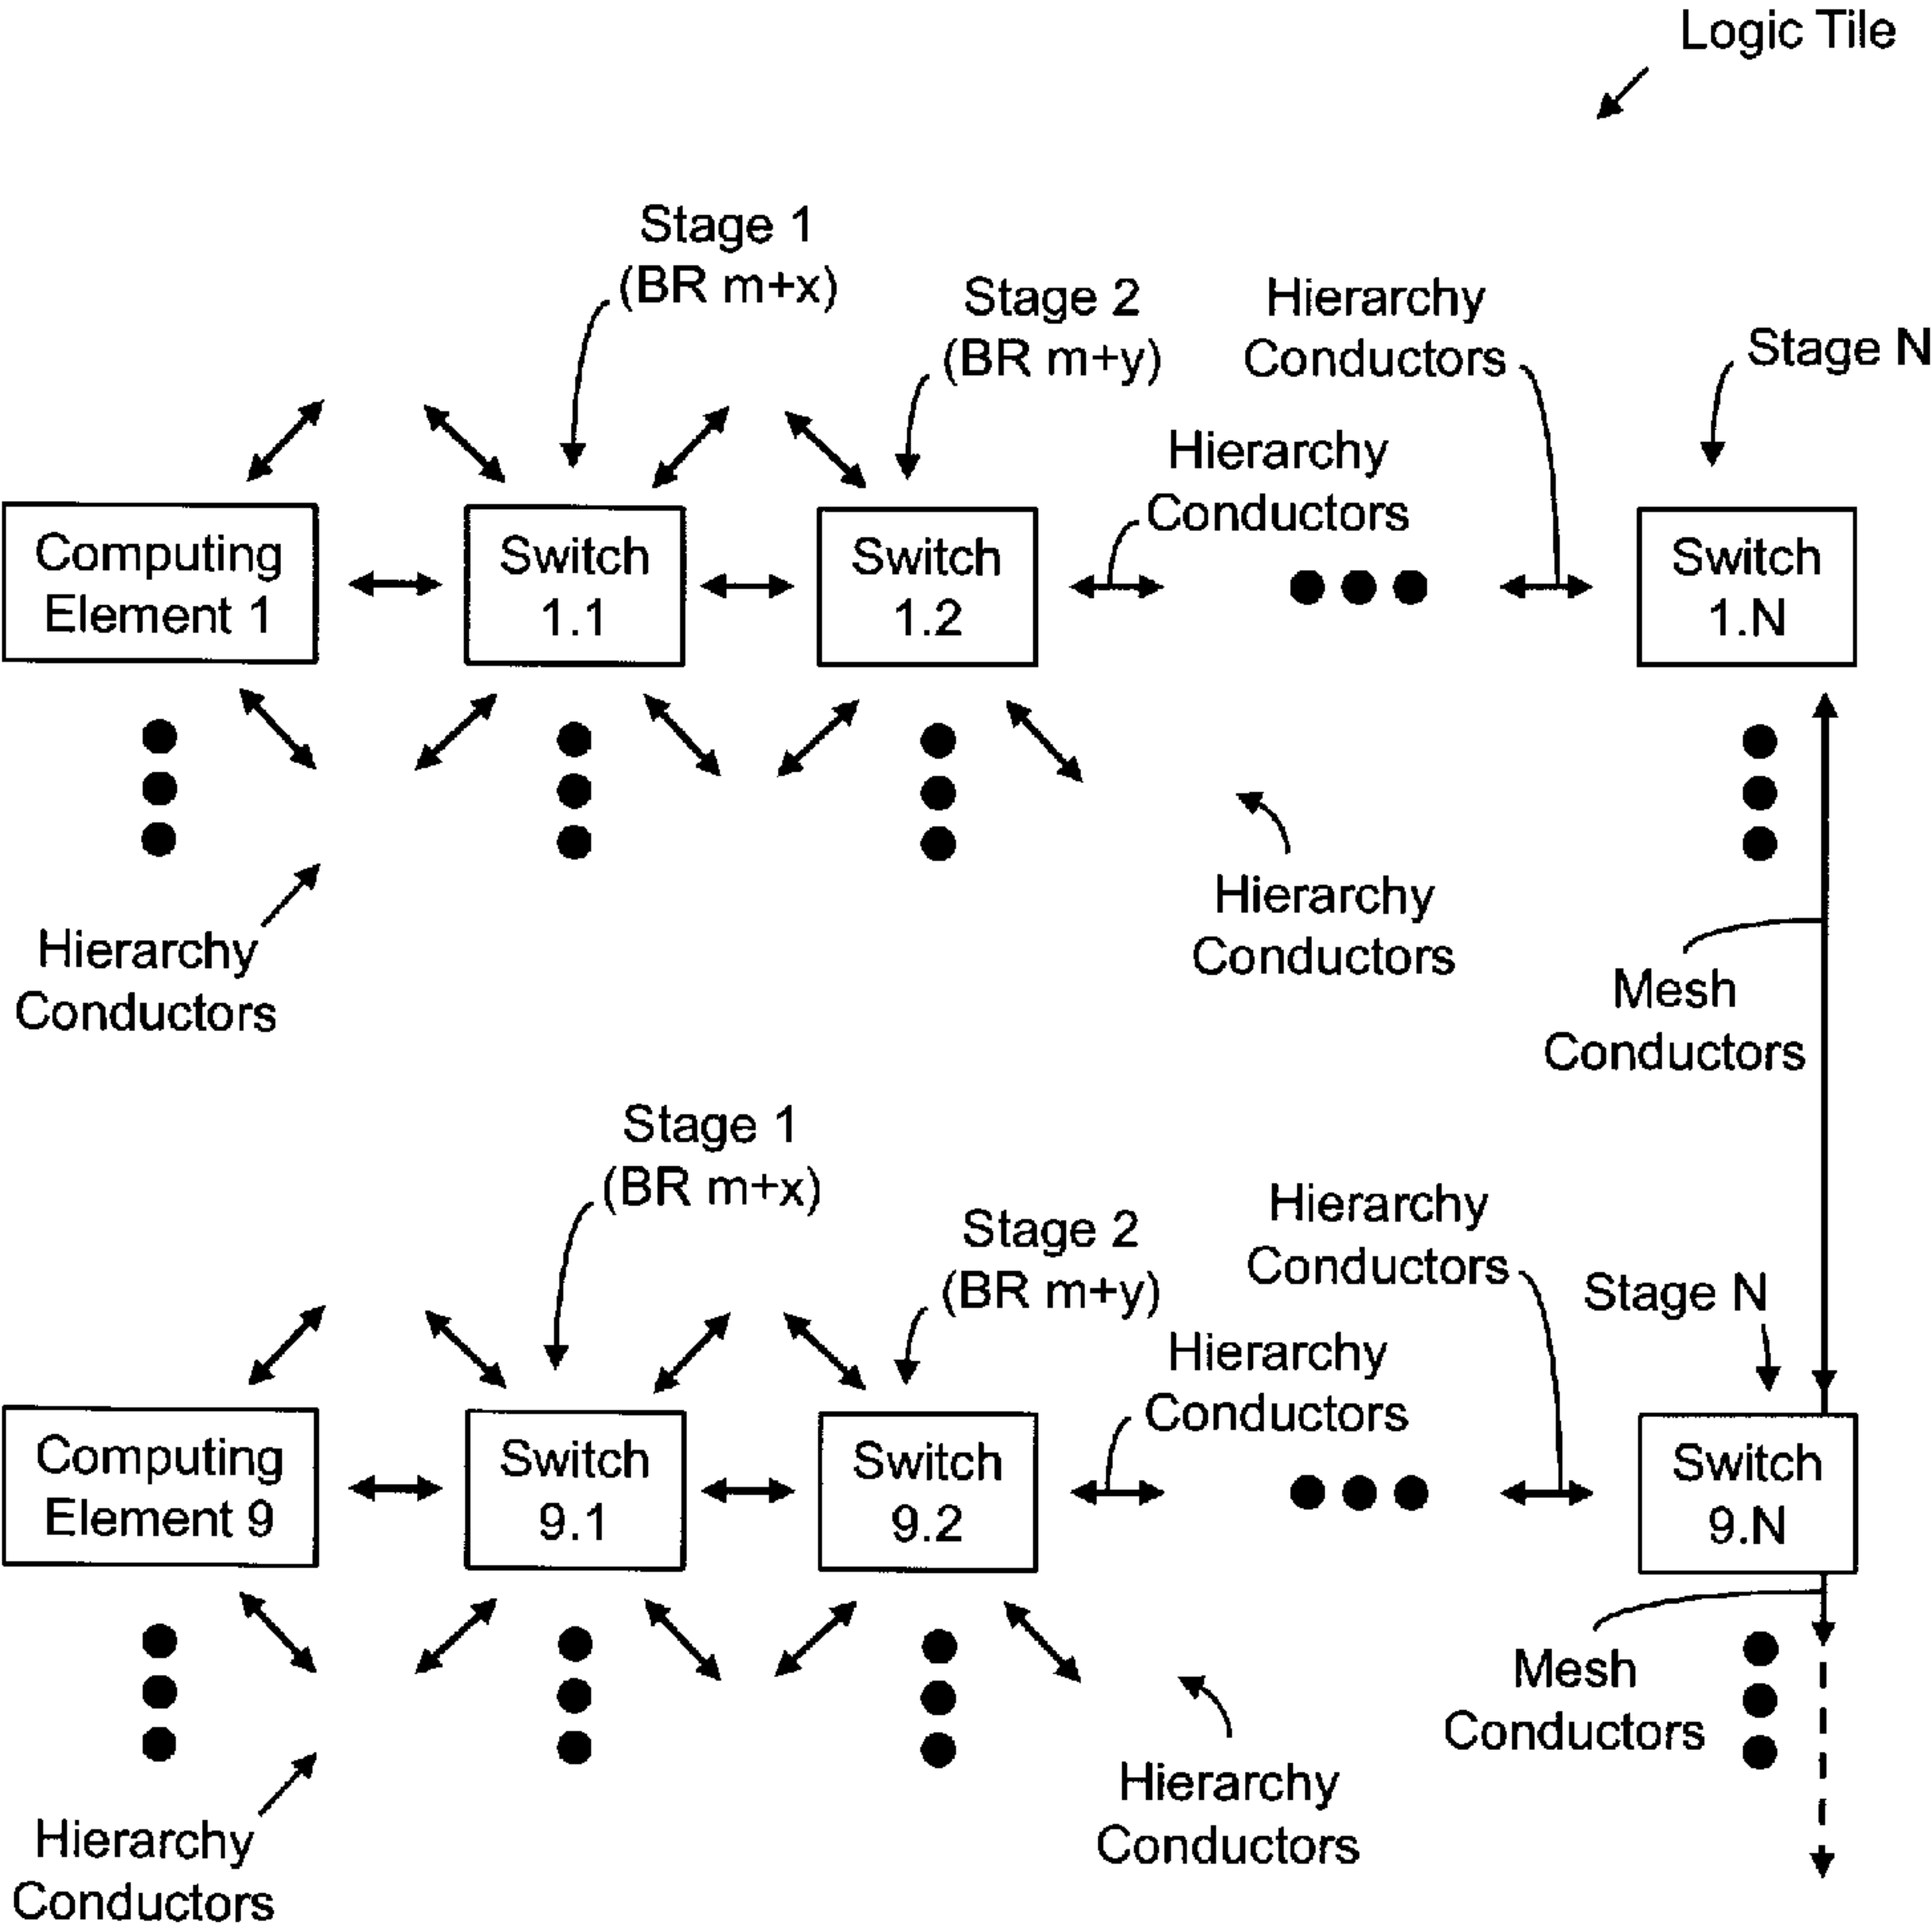 Logic Tile
Stage 1
(BR m+x)
Stage 2
(BR m+y)
Hierarchy
Conductors
Stage N
Hierarchy
Conductors
Computing
Element 1
Switch
1.1
Switch
1.2
Switch
1.N
Hierarchy
Conductors
Hierarchy
Conductors
Mesh
Conductors
Stage 1
(BR m+x)
Stage 2
(BR m+y)
Hierarchy
Conductors
Stage N
Hierarchy
Conductors
Computing
Element 9
Switch
9.1
Switch
9.2
Switch
9.N
Mesh
Conductors
Hierarchy
Conductors
Hierarchy
Conductors